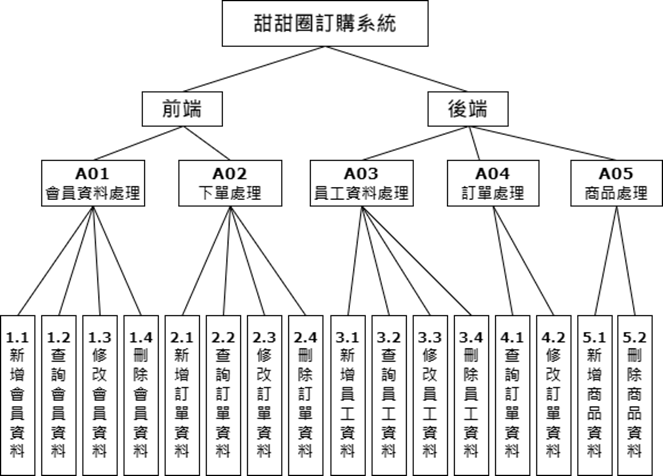 甜甜圈訂購系統
前端
後端
A01
會員資料處理
A02
下單處理
A03
員工資料處理
A04
訂單處理
A05
商品處理
1.1
新增會員資料
1.2
查詢會員資料
1.3
修改會員資料
1.4
刪除會員資料
2.1
新增訂單資料
2.2
查詢訂單資料
2.3
修改訂單資料
2.4
刪除訂單資料
3.1
新增員工資料
3.2
查詢員工資料
3.3
修改員工資料
3.4
刪除員工資料
4.1
查詢訂單資料
4.2
修改訂單資料
5.1
新增商品資料
5.2
刪除商品資料